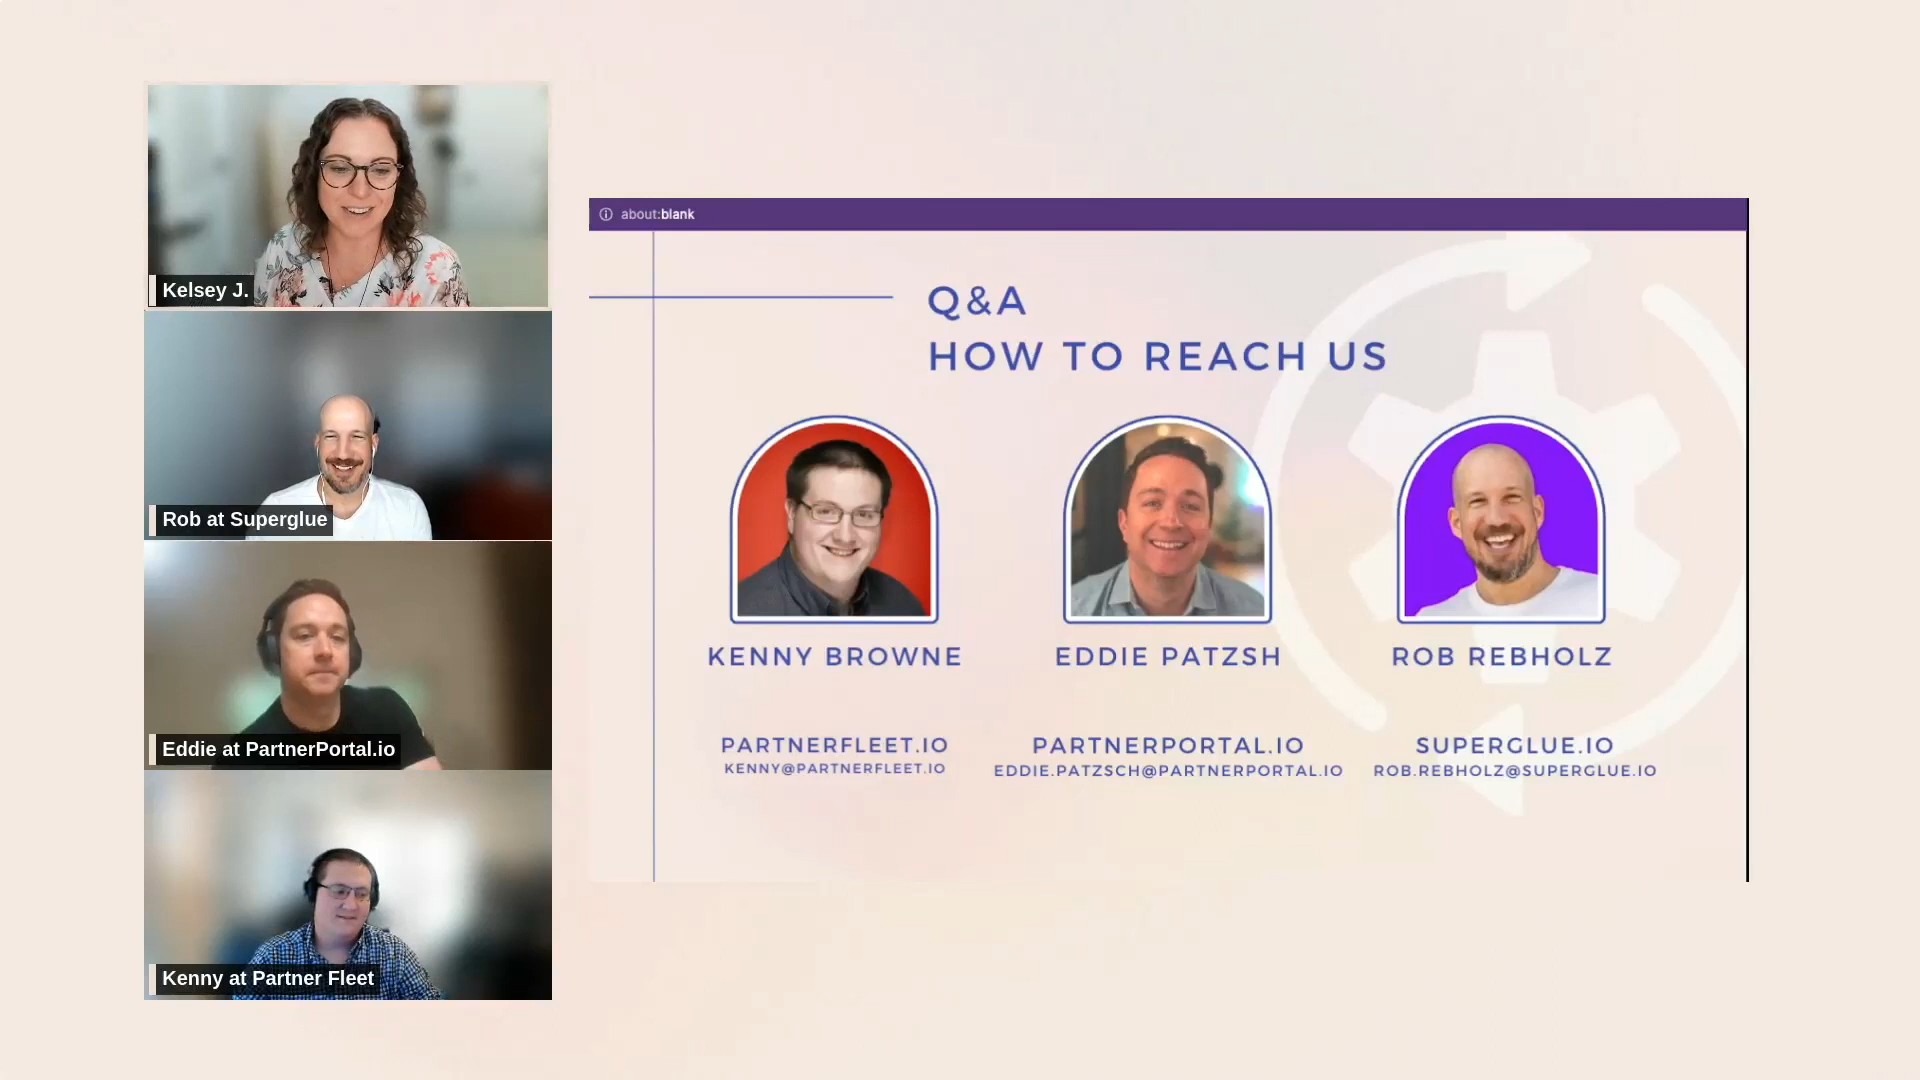 Kelsey J.
Rob at Superglue
Eddie at PartnerPortal.io
Kenny at Partner Fleet
about:blank
Q&A
HOW TO REACH US
KENNY BROWNE
EDDIE PATZSH
ROB REBHOLZ
PARTNERFLEET.IO
KENNY@PARTNERFLEET.IO
PARTNERPORTAL.IO
EDDIE.PATZSCH@PARTNERPORTAL.IO
SUPERGLUE.IO
ROB.REBHOLZ@SUPERGLUE.IO